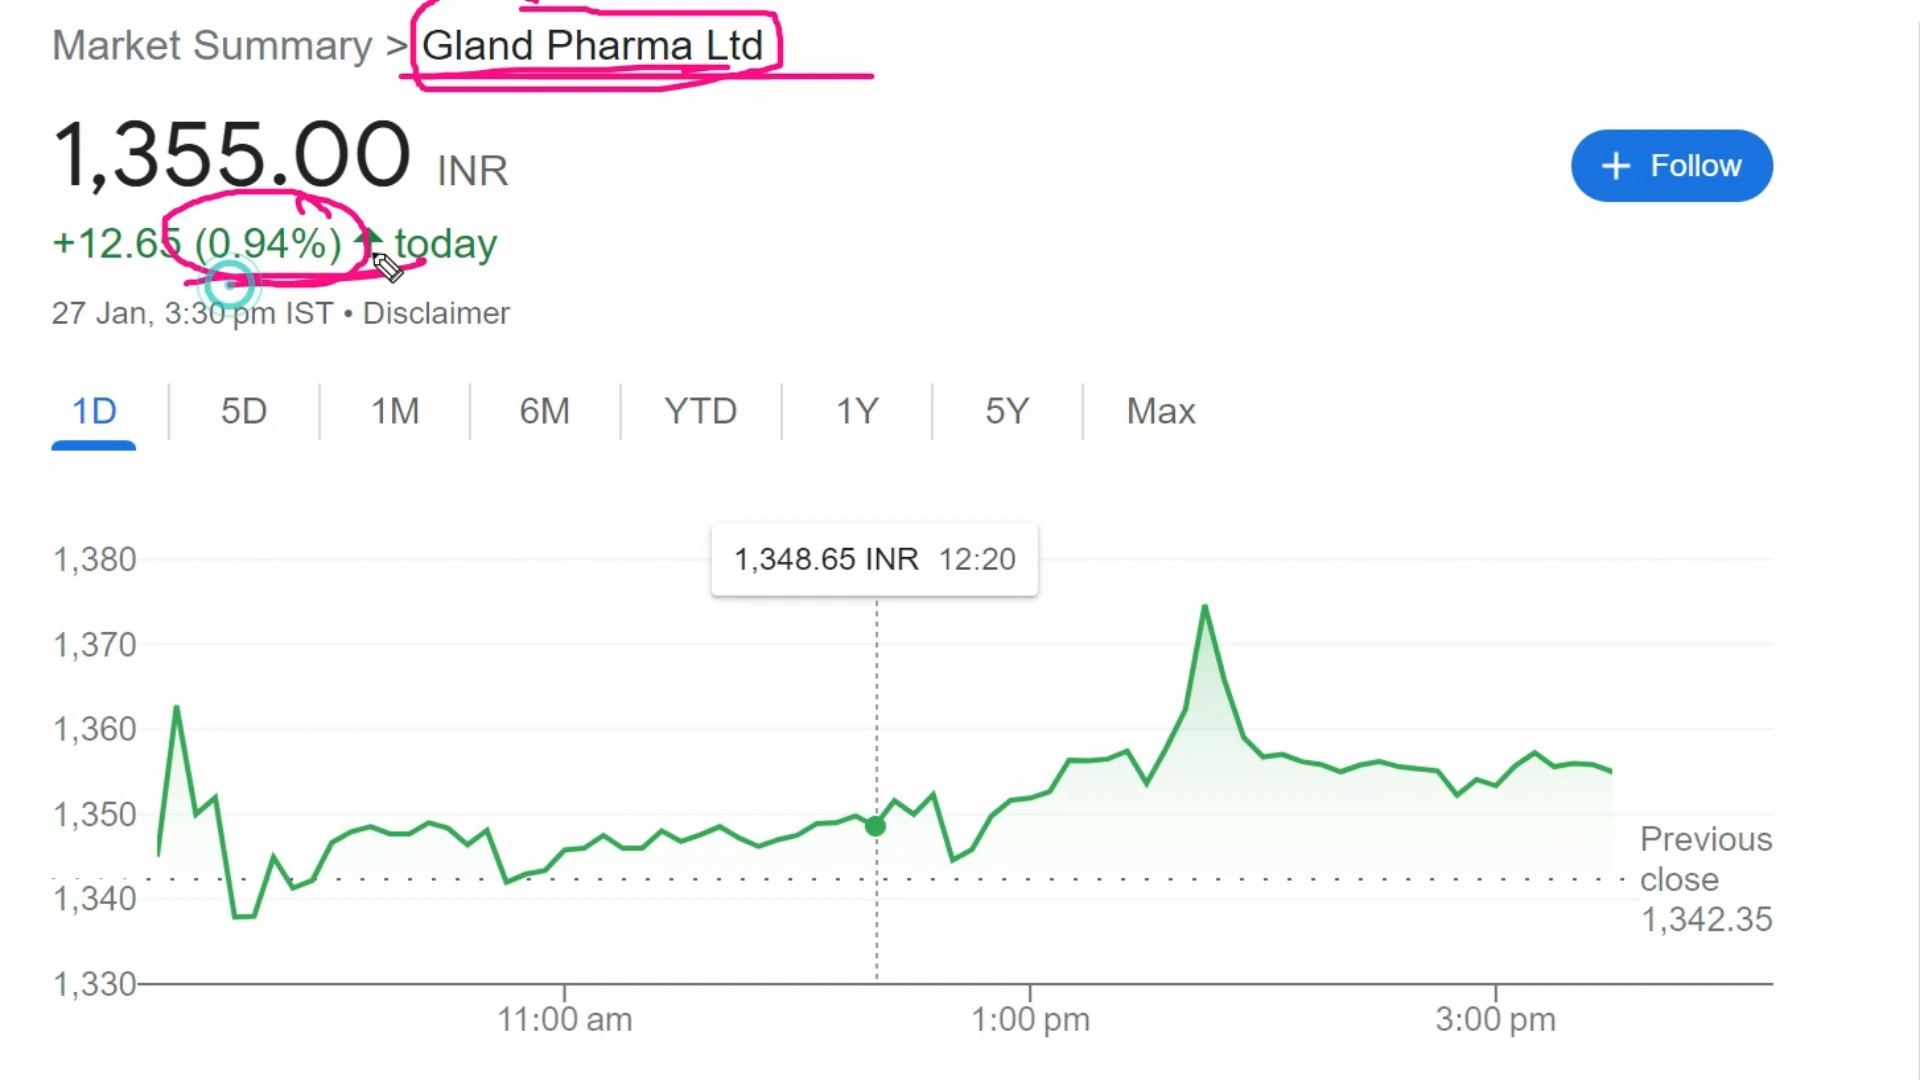 Market Summary > Gland Pharma Ltd
1,355.00 INR
+ Follow
+12.65 (0.94%) ↑ today
27 Jan, 3:30 pm IST • Disclaimer
1D 5D 1M 6M YTD 1Y 5Y Max
1,348.65 INR 12:20
1,380
1,370
1,360
1,350
1,340
1,330
Previous
close
1,342.35
11:00 am 1:00 pm 3:00 pm